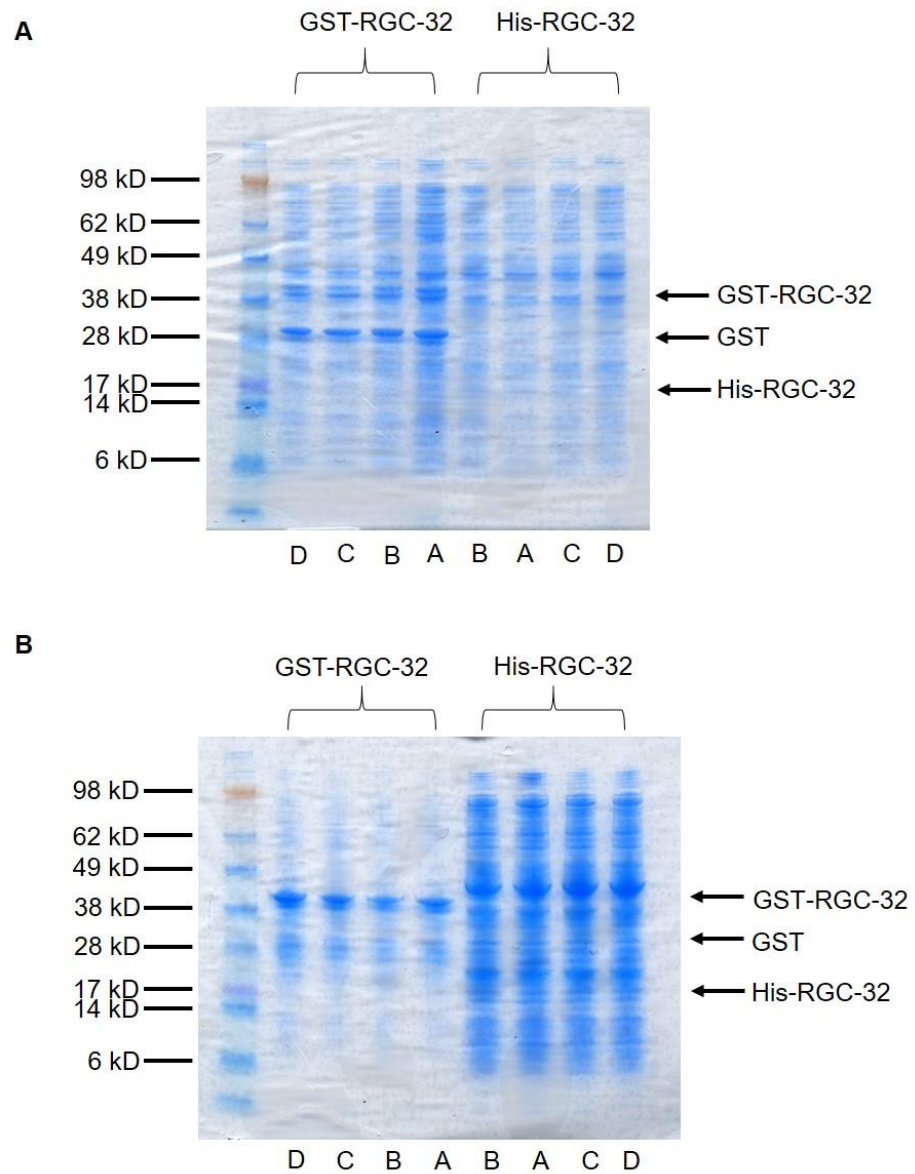 A
GST-RGC-32 His-RGC-32
98 kD
62 kD
49 kD
38 kD
28 kD
17 kD
14 kD
6 kD
GST-RGC-32
GST
His-RGC-32
D C B A B A C D
B
GST-RGC-32 His-RGC-32
98 kD
62 kD
49 kD
38 kD
28 kD
17 kD
14 kD
6 kD
GST-RGC-32
GST
His-RGC-32
D C B A B A C D